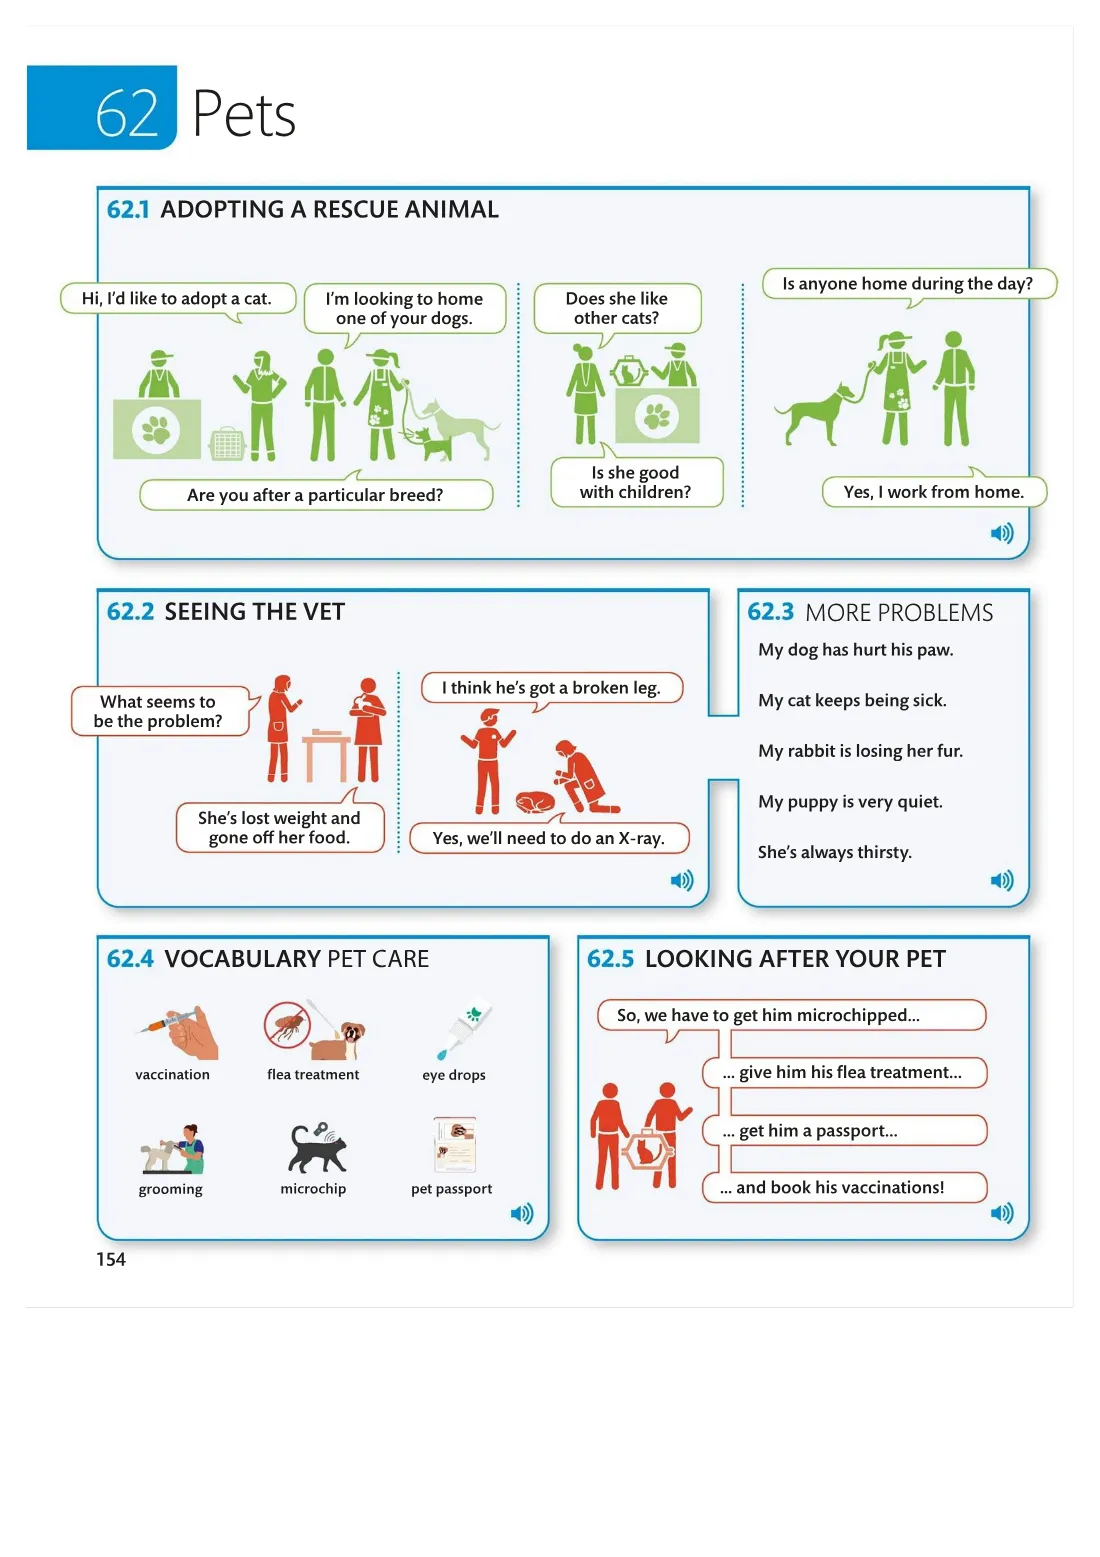 62 Pets
62.1 ADOPTING A RESCUE ANIMAL
Hi, I'd like to adopt a cat.
I'm looking to home
one of your dogs.
Are you after a particular breed?
Does she like
other cats?
Is she good
with children?
Is anyone home during the day?
Yes, I work from home.
62.2 SEEING THE VET
What seems to
be the problem?
She's lost weight and
gone off her food.
I think he's got a broken leg.
Yes, we'll need to do an X-ray.
62.3 MORE PROBLEMS
My dog has hurt his paw.
My cat keeps being sick.
My rabbit is losing her fur.
My puppy is very quiet.
She's always thirsty.
62.4 VOCABULARY PET CARE
vaccination
flea treatment
eye drops
grooming
microchip
pet passport
62.5 LOOKING AFTER YOUR PET
So, we have to get him microchipped...
... give him his flea treatment...
... get him a passport...
... and book his vaccinations!
154